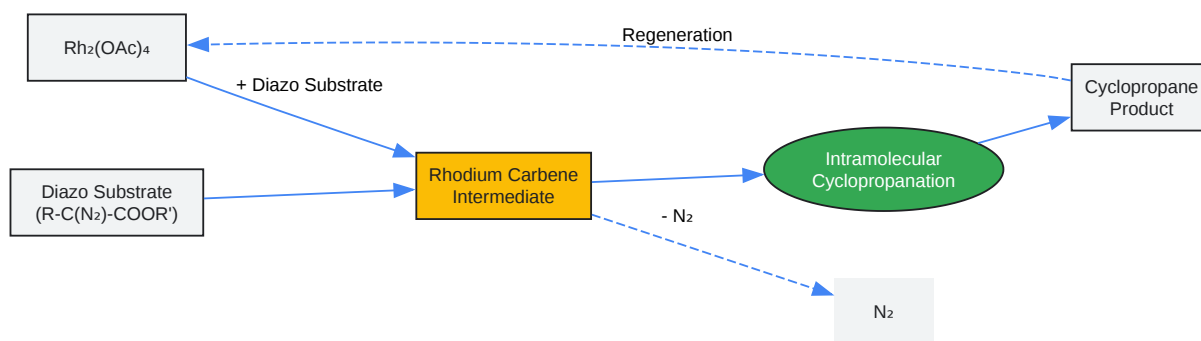 Regeneration
Rh₂(OAc)₄
+ Diazo Substrate
Cyclopropane
Product
Diazo Substrate
(R-C(N₂)-COOR')
Rhodium Carbene
Intermediate
Intramolecular
Cyclopropanation
- N₂
N₂